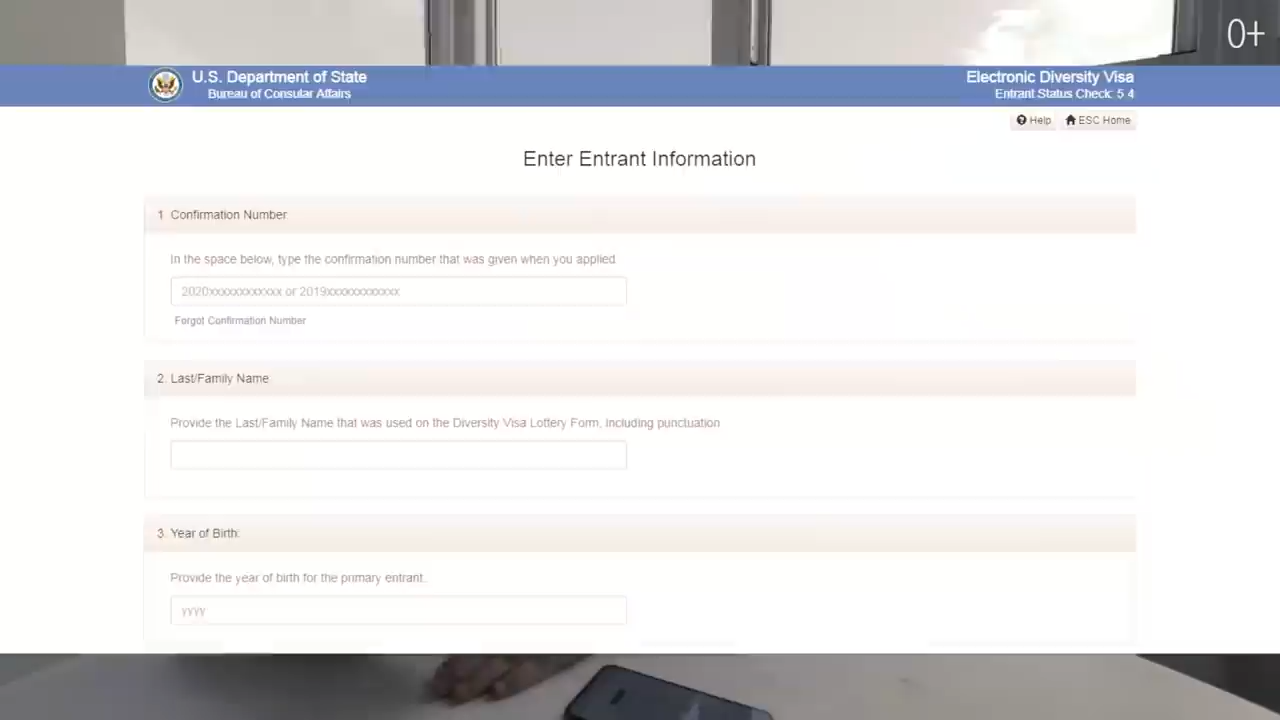 0+
U.S. Department of State
Bureau of Consular Affairs
Electronic Diversity Visa
Entrant Status Check: 5 4
Help
ESC Home
Enter Entrant Information
1 Confirmation Number
In the space below, type the confirmation number that was given when you applied
2020xxxxxxxxxxxx or 2019xxxxxxxxxxxx
Forgot Confirmation Number
2. Last/Family Name
Provide the Last/Family Name that was used on the Diversity Visa Lottery Form, including punctuation
3. Year of Birth:
Provide the year of birth for the primary entrant.
yyyy